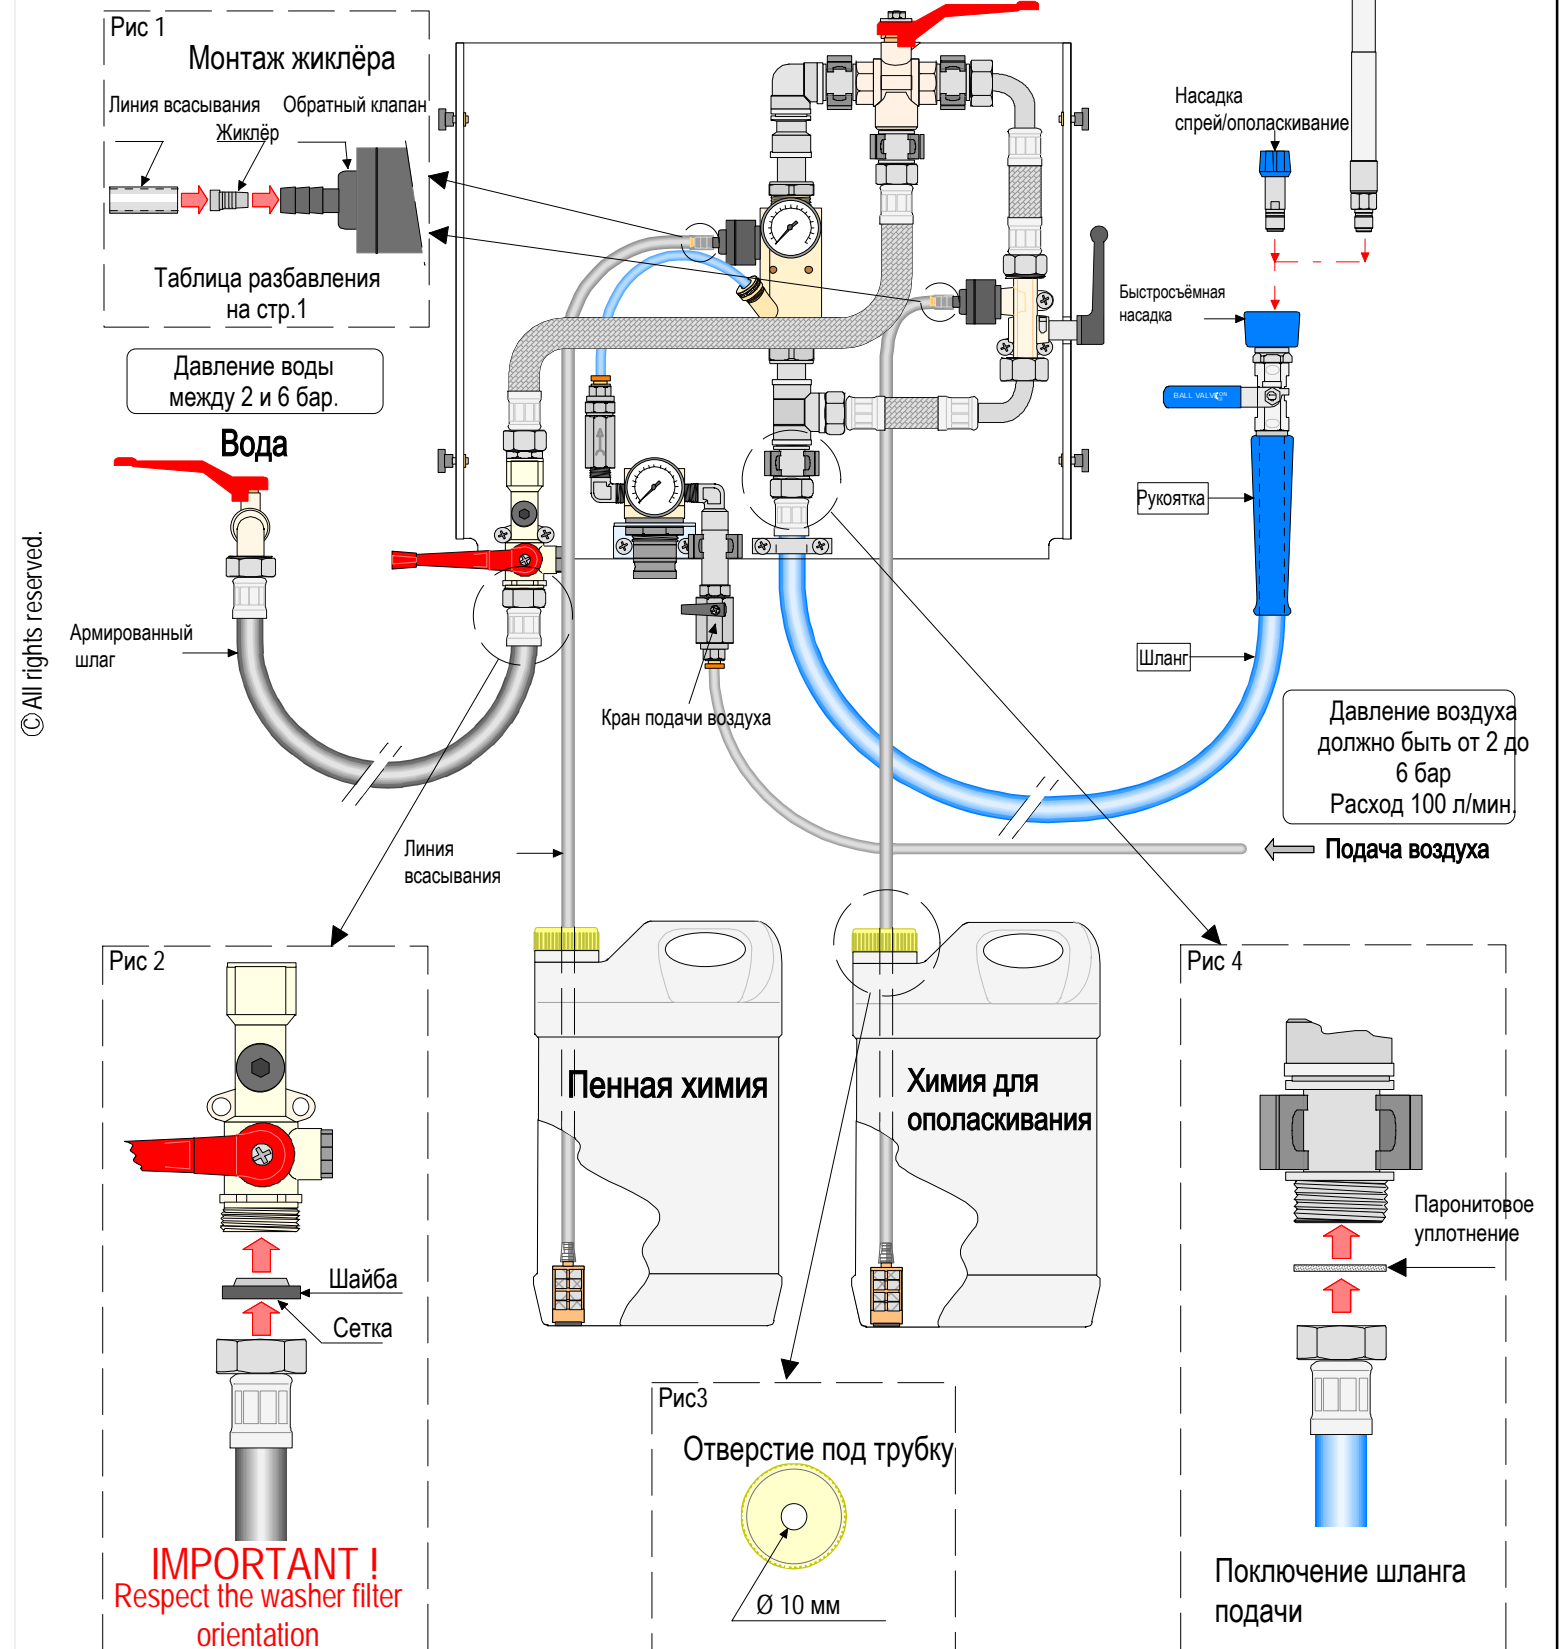 Рис 1
Монтаж жиклёра
Линия всасывания
Обратный клапан
Жиклёр
Таблица разбавления
на стр.1
Давление воды
между 2 и 6 бар.
Вода
Армированный
шлаг
© All rights reserved.
Насадка
спрей/ополаскивание
Быстросъёмная
насадка
BALL VALVE
Рукоятка
Шланг
Кран подачи воздуха
Давление воздуха
должно быть от 2 до
6 бар
Расход 100 л/мин.
Подача воздуха
Линия
всасывания
Пенная химия
Химия для
ополаскивания
Рис 2
Шайба
Сетка
IMPORTANT !
Respect the washer filter
orientation
Рис3
Отверстие под трубку
Ø 10 мм
Рис 4
Паронитовое
уплотнение
Поключение шланга
подачи